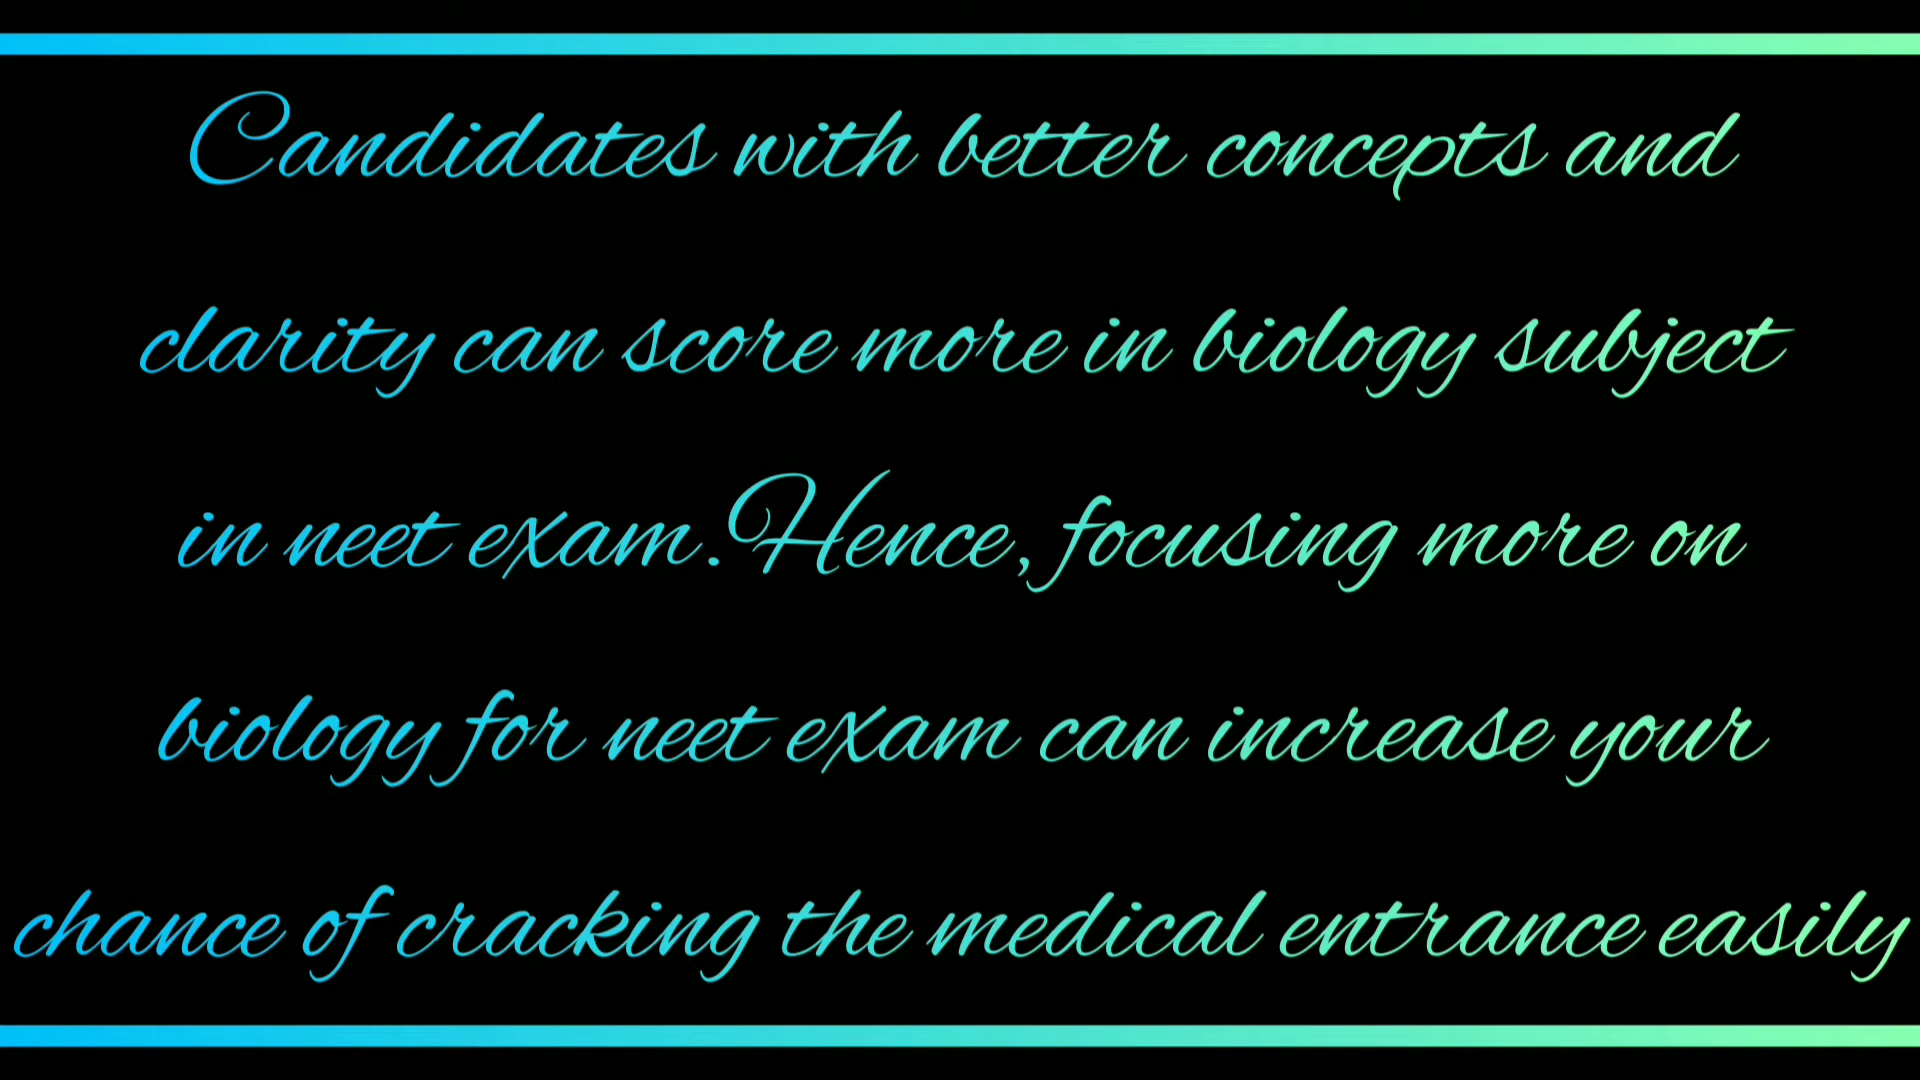 Candidates with better concepts and
clarity can score more in biology subject
in neet exam.Hence, focusing more on
biology for neet exam can increase your
chance of cracking the medical entrance easily